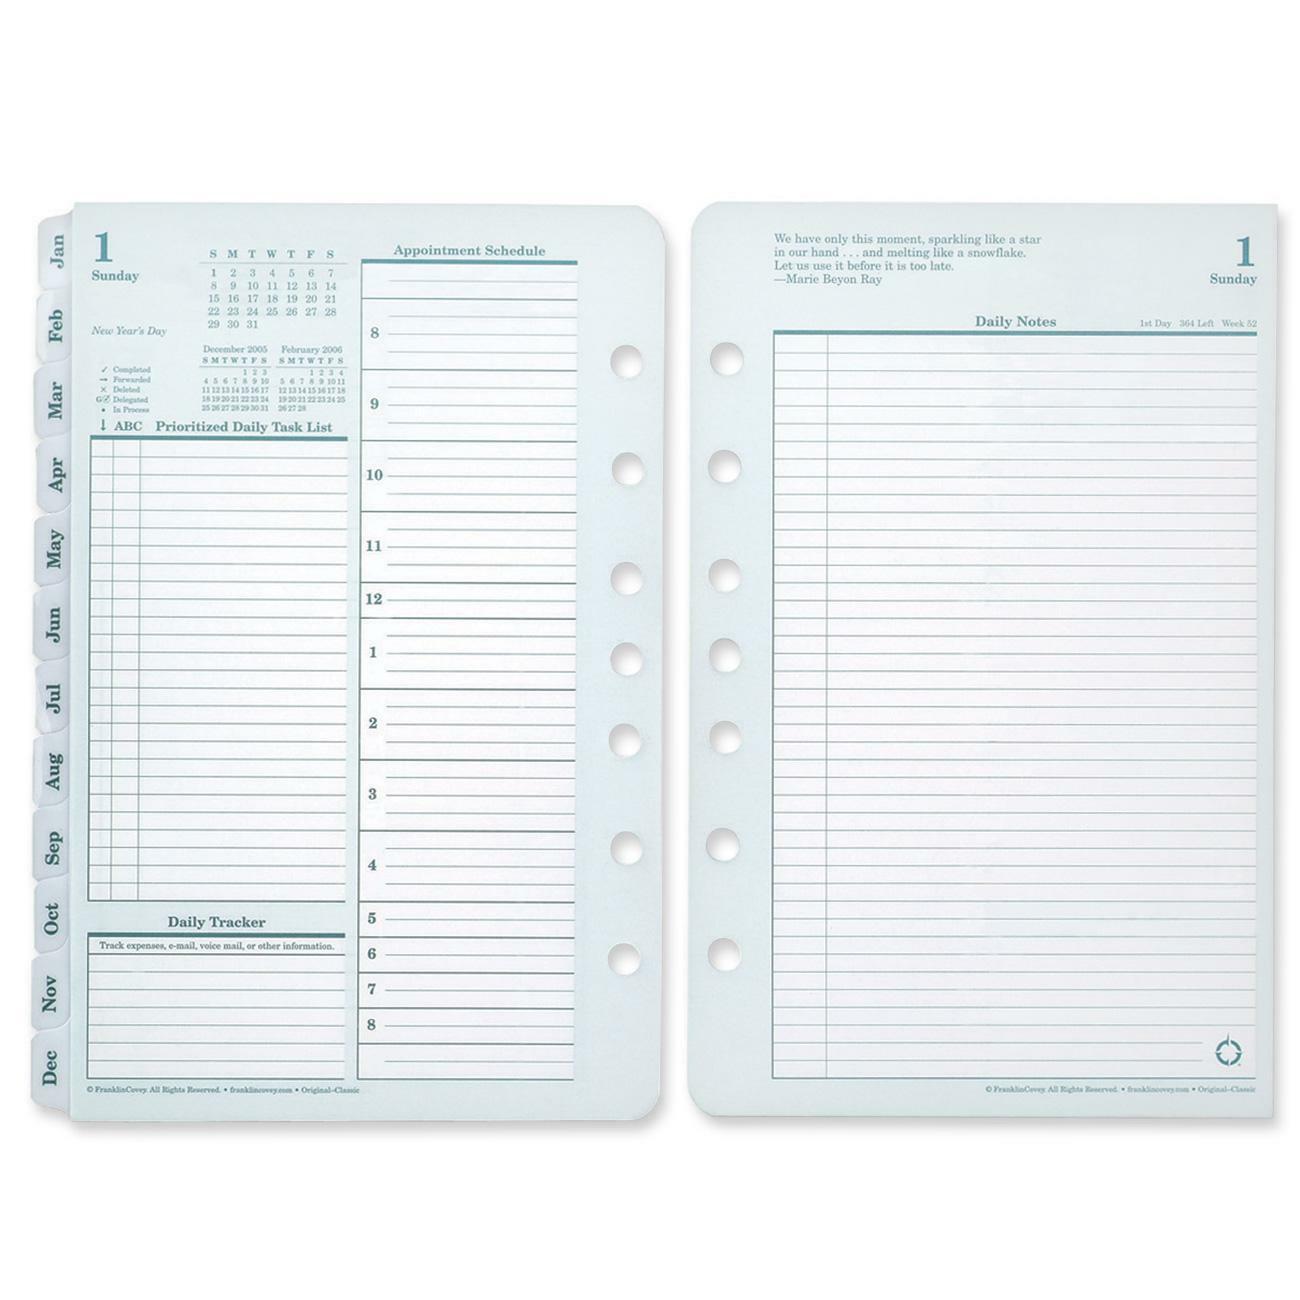 Jan
Feb
Mar
Apr
May
Jun
Jul
Aug
Sep
Oct
Nov
Dec
1
Sunday
New Year's Day
S M T W T F S
1 2 3 4 5 6 7
8 9 10 11 12 13 14
15 16 17 18 19 20 21
22 23 24 25 26 27 28
29 30 31
December 2005
S M T W T F S
1 2 3
4 5 6 7 8 9 10
11 12 13 14 15 16 17
18 19 20 21 22 23 24
25 26 27 28 29 30 31
February 2006
S M T W T F S
1 2 3 4
5 6 7 8 9 10 11
12 13 14 15 16 17 18
19 20 21 22 23 24 25
26 27 28
✓ Completed
→ Forwarded
× Deleted
G☑ Delegated
• In Process
↓ ABC Prioritized Daily Task List
Daily Tracker
Track expenses, e-mail, voice mail, or other information.
Appointment Schedule
8
9
10
11
12
1
2
3
4
5
6
7
8
© FranklinCovey. All Rights Reserved. • franklincovey.com • Original–Classic
We have only this moment, sparkling like a star
in our hand . . . and melting like a snowflake.
Let us use it before it is too late.
—Marie Beyon Ray
1
Sunday
Daily Notes
1st Day 364 Left Week 52
© FranklinCovey. All Rights Reserved. • franklincovey.com • Original–Classic